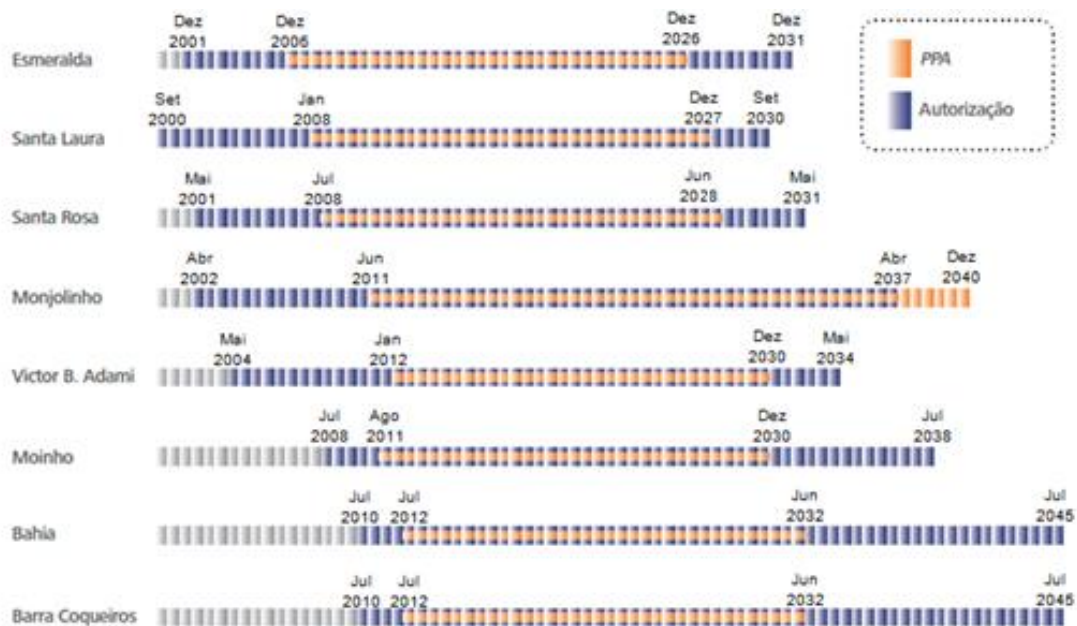 Dez Dez Dez Dez
2001 2006 2026 2031
Esmeralda
PPA
Autorização
Set Jan Dez Set
2000 2008 2027 2030
Santa Laura
Mai Jul Jun Mai
2001 2008 2028 2031
Santa Rosa
Abr Jun Abr Dez
2002 2011 2037 2040
Monjolinho
Mai Jan Dez Mai
2004 2012 2030 2034
Victor B. Adami
Jul Ago Dez Jul
2008 2011 2030 2038
Moinho
Jul Jul Jun Jul
2010 2012 2032 2045
Bahia
Jul Jul Jun Jul
2010 2012 2032 2045
Barra Coqueiros